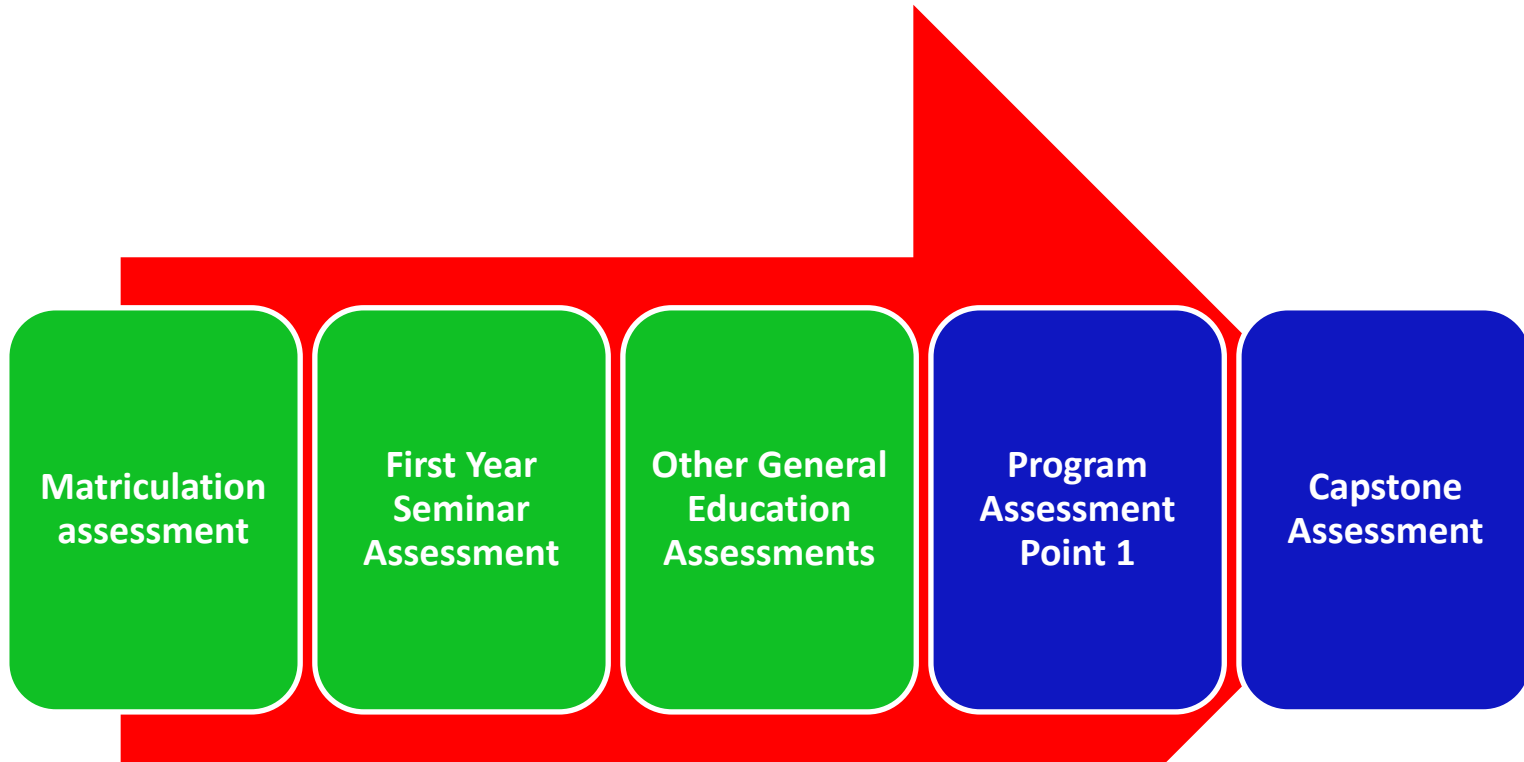 Matriculation
assessment
First Year
Seminar
Assessment
Other General
Education
Assessments
Program
Assessment
Point 1
Capstone
Assessment